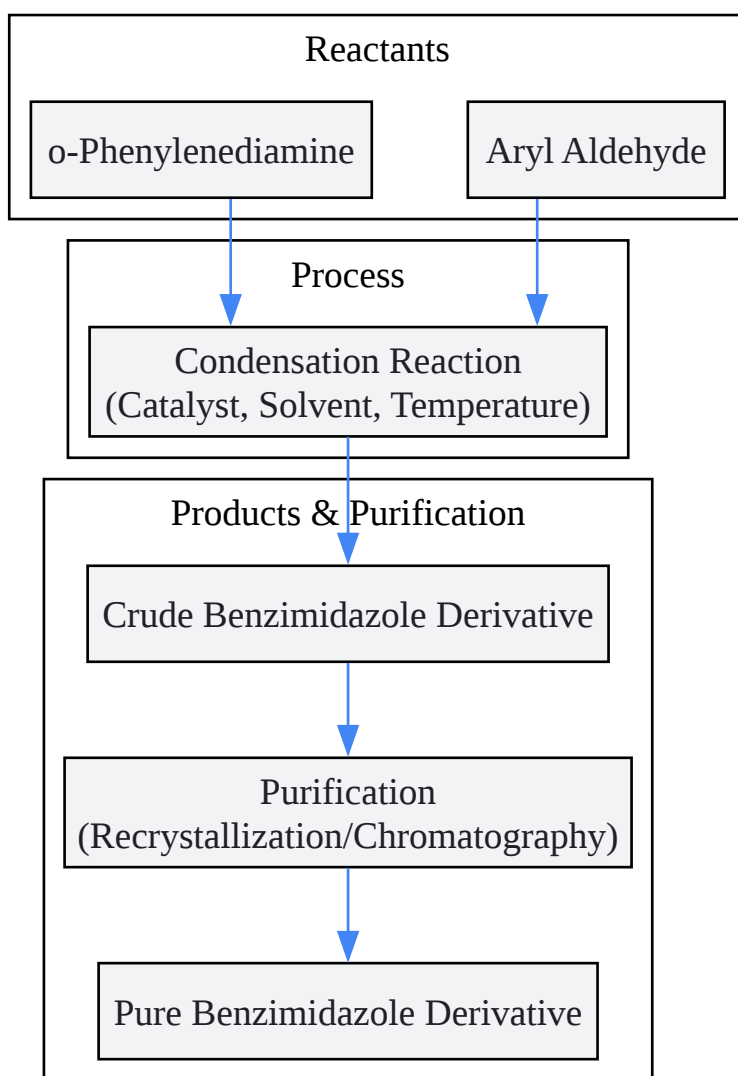 Reactants
o-Phenylenediamine
Aryl Aldehyde
Process
Condensation Reaction
(Catalyst, Solvent, Temperature)
Products & Purification
Crude Benzimidazole Derivative
Purification
(Recrystallization/Chromatography)
Pure Benzimidazole Derivative